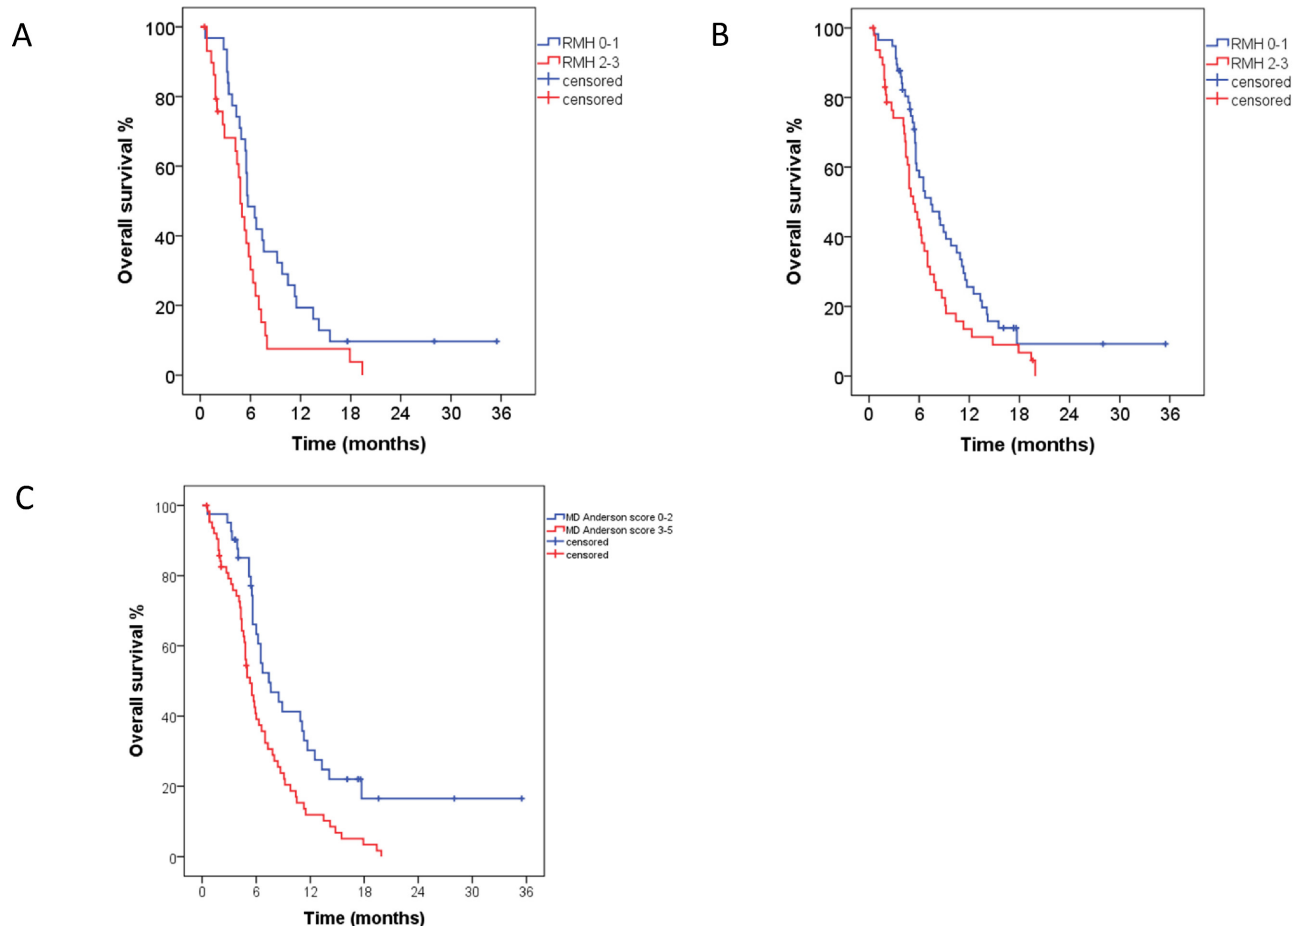 A
Overall survival %
100
80
60
40
20
0
0 6 12 18 24 30 36
Time (months)
RMH 0-1
RMH 2-3
censored
censored
B
Overall survival %
100
80
60
40
20
0
0 6 12 18 24 30 36
Time (months)
RMH 0-1
RMH 2-3
censored
censored
C
Overall survival %
100
80
60
40
20
0
0 6 12 18 24 30 36
Time (months)
MD Anderson score 0-2
MD Anderson score 3-5
censored
censored